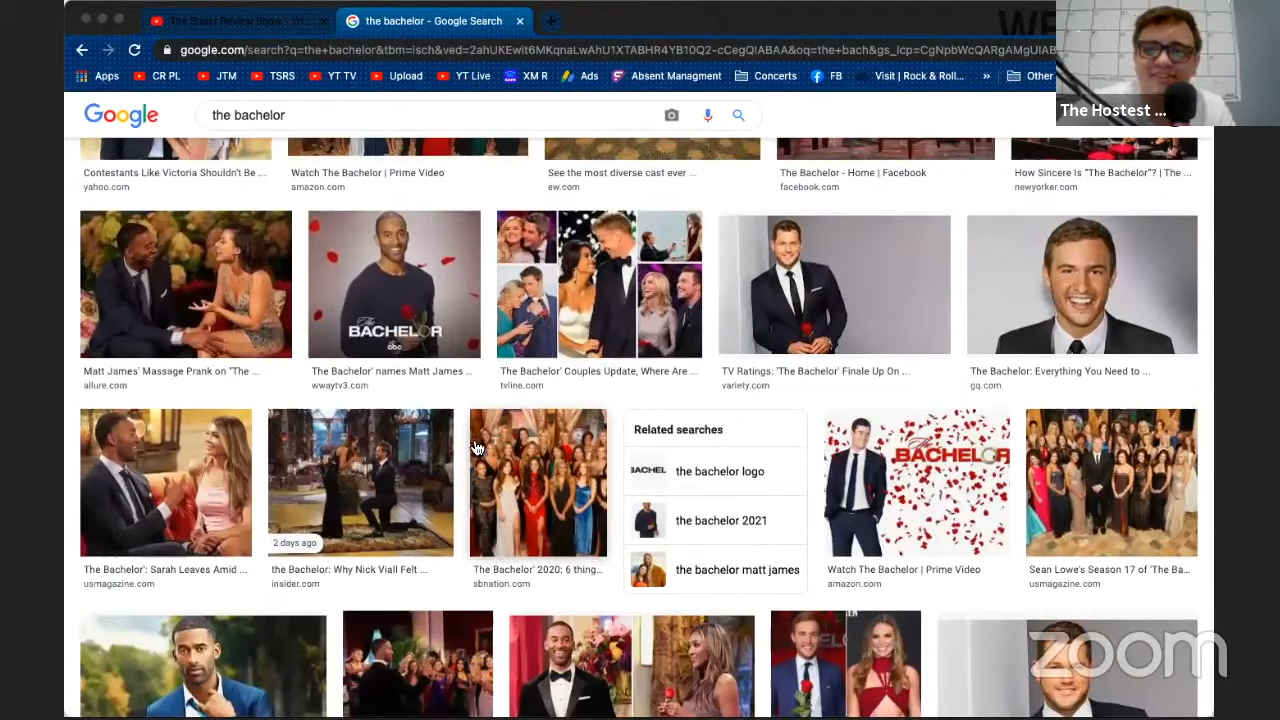 The Super Review Show - Yo
the bachelor - Google Search
google.com/search?q=the+bachelor&tbm=isch&ved=2ahUKEwit6MKqnaLwAhU1XTABHR4YB10Q2-cCegQIABAA&oq=the+bach&gs_lcp=CgNpbWcQARgAMgUIAB
Apps
CR PL
JTM
TSRS
YT TV
Upload
YT Live
XM R
Ads
Absent Managment
Concerts
FB
Visit | Rock & Roll...
»
Other
The Hostest ...
Google
the bachelor
Contestants Like Victoria Shouldn't Be ...
yahoo.com
Watch The Bachelor | Prime Video
amazon.com
See the most diverse cast ever ...
ew.com
The Bachelor - Home | Facebook
facebook.com
How Sincere Is "The Bachelor"? | The ...
newyorker.com
The
BACHELOR
abc
Matt James' Massage Prank on "The ...
allure.com
The Bachelor' names Matt James ...
wwaytv3.com
The Bachelor' Couples Update, Where Are ...
tvline.com
TV Ratings: 'The Bachelor' Finale Up On ...
variety.com
The Bachelor: Everything You Need to ...
gq.com
2 days ago
The Bachelor': Sarah Leaves Amid ...
usmagazine.com
the Bachelor: Why Nick Viall Felt ...
insider.com
The Bachelor' 2020: 6 thing...
sbnation.com
Related searches
BACHEL
the bachelor logo
the bachelor 2021
the bachelor matt james
The
BACHELOR
Watch The Bachelor | Prime Video
amazon.com
Sean Lowe's Season 17 of 'The Ba...
usmagazine.com
zoom